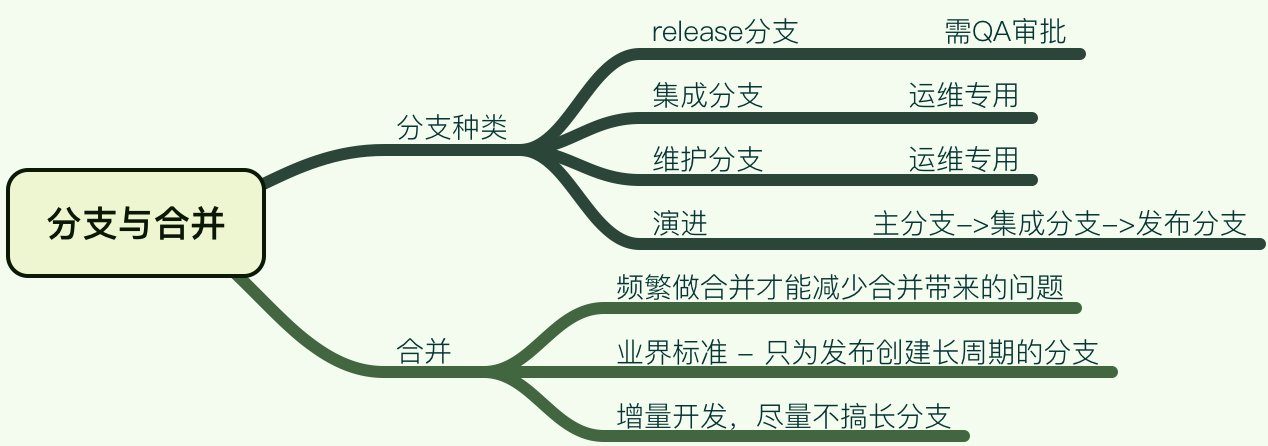 分支与合并
分支种类
release分支 需QA审批
集成分支 运维专用
维护分支 运维专用
演进 主分支–>集成分支–>发布分支
合并
频繁做合并才能减少合并带来的问题
业界标准 – 只为发布创建长周期的分支
增量开发，尽量不搞长分支